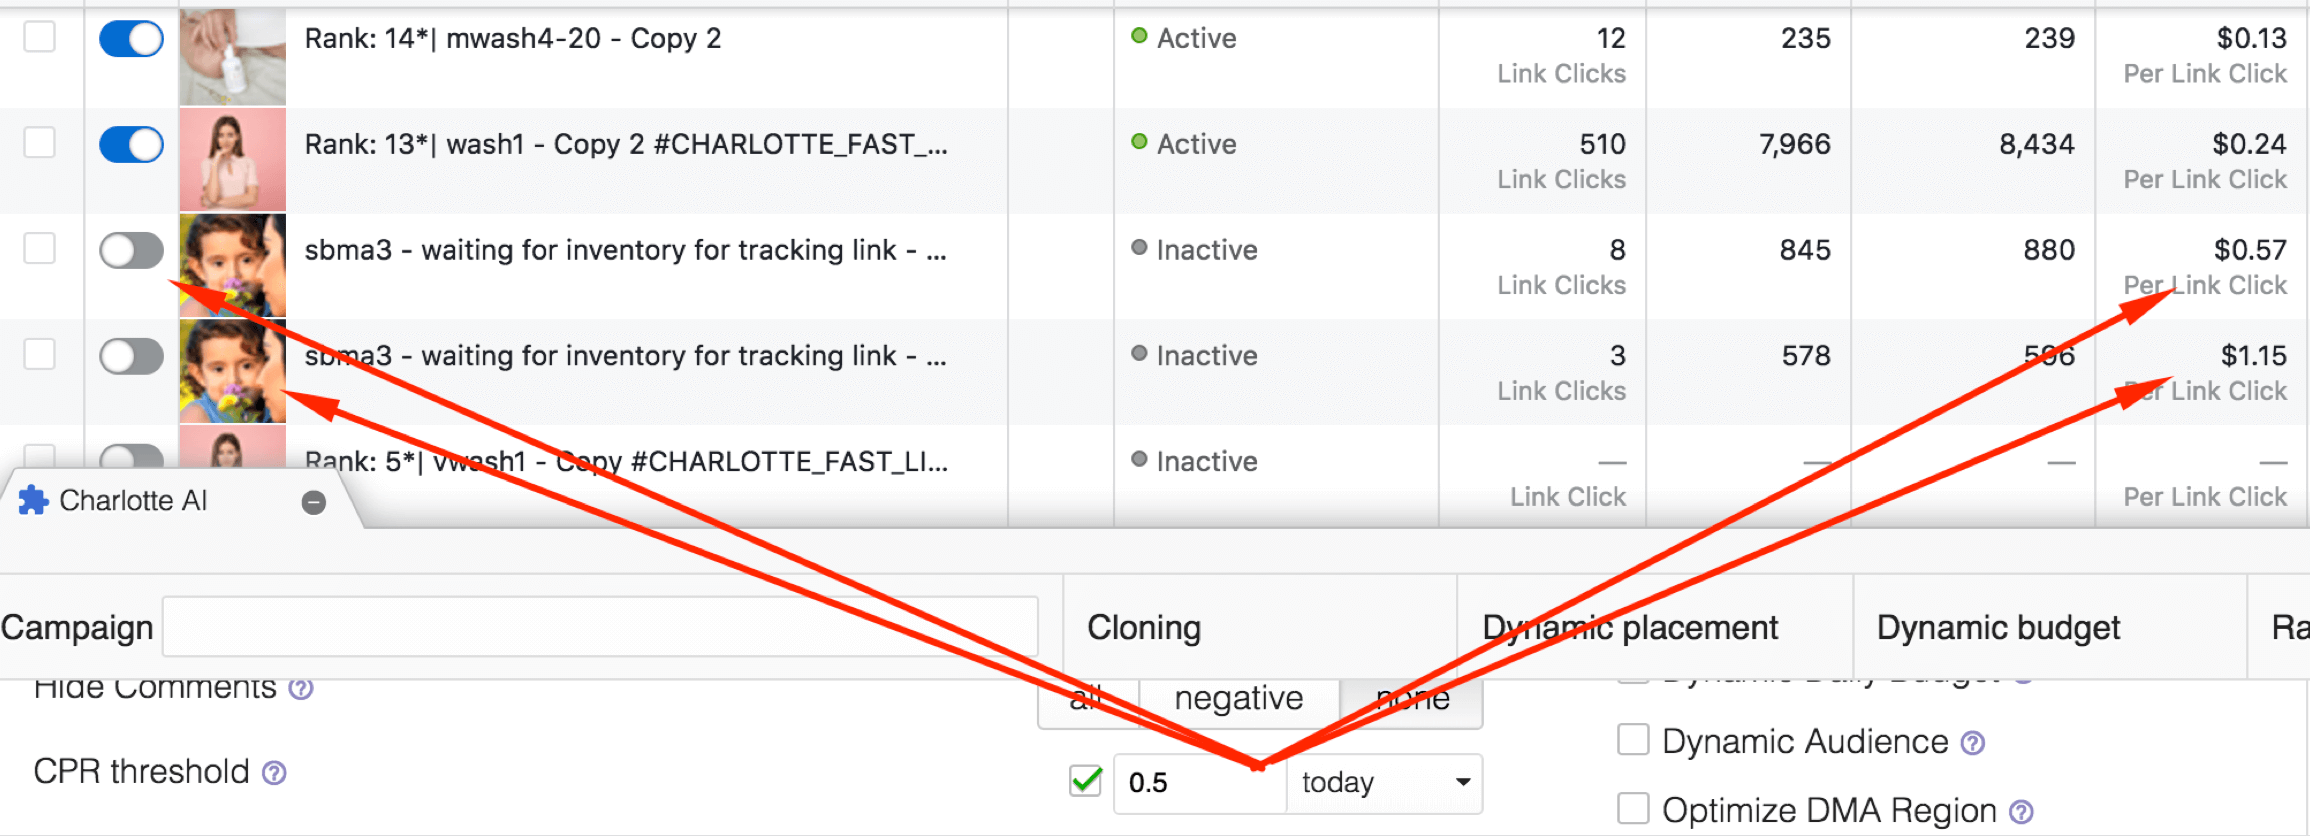 Rank: 14*| mwash4-20 - Copy 2 Active 12 235 239 $0.13
Link Clicks Per Link Click
Rank: 13*| wash1 - Copy 2 #CHARLOTTE_FAST_... Active 510 7,966 8,434 $0.24
Link Clicks Per Link Click
sbma3 - waiting for inventory for tracking link - ... Inactive 8 845 880 $0.57
Link Clicks Per Link Click
sbma3 - waiting for inventory for tracking link - ... Inactive 3 578 596 $1.15
Link Clicks Per Link Click
Rank: 5*| vwash1 - Copy #CHARLOTTE_FAST_LI... Inactive — — — —
Link Click Per Link Click
Charlotte AI
Campaign Cloning Dynamic placement Dynamic budget Ra
Hide Comments all negative none Dynamic Daily Budget
CPR threshold 0.5 today Dynamic Audience
Optimize DMA Region